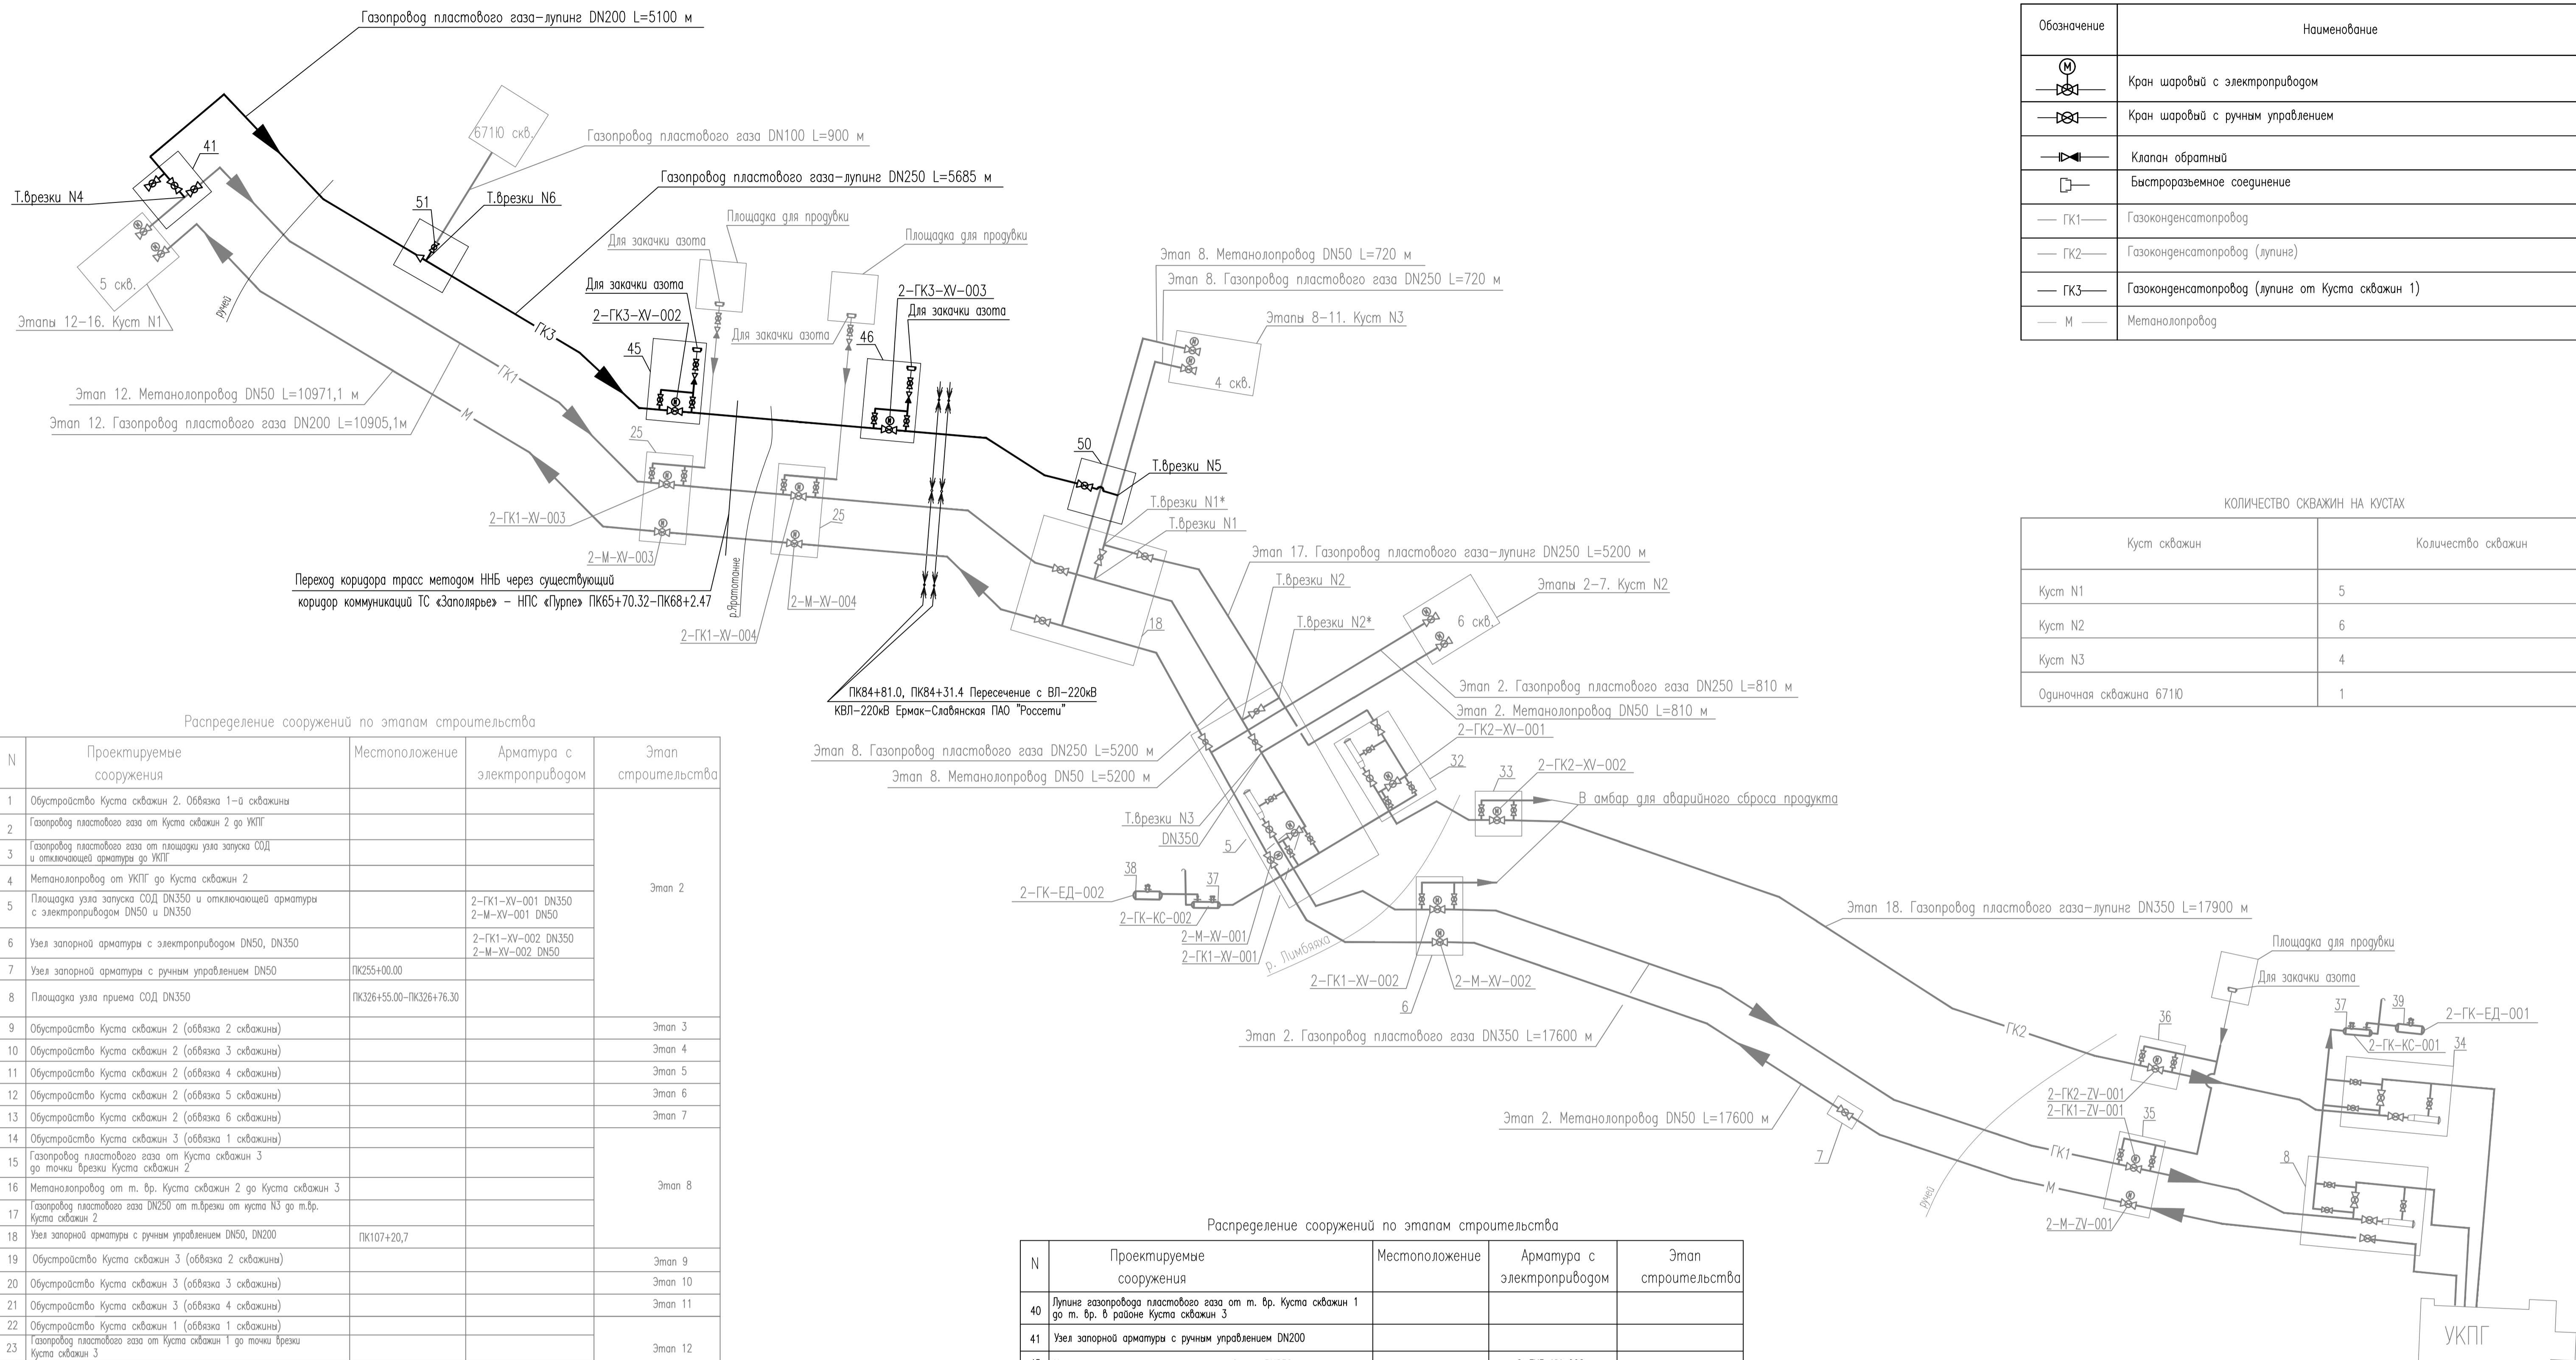 Газопровод пластового газа-лупинг DN200 L=5100 м
671Ю скв.
Газопровод пластового газа DN100 L=900 м
41
Т.врезки N4
51
Т.врезки N6
Газопровод пластового газа-лупинг DN250 L=5685 м
Площадка для продувки
Для закачки азота
Площадка для продувки
5 скв.
Этапы 12-16. Куст N1
ручей
Для закачки азота
2-ГК3-XV-002
45
Для закачки азота
2-ГК3-XV-003
Для закачки азота
46
ГК3
ГК1
М
Этап 12. Метанолопровод DN50 L=10971,1 м
Этап 12. Газопровод пластового газа DN200 L=10905,1м
Этап 8. Метанолопровод DN50 L=720 м
Этап 8. Газопровод пластового газа DN250 L=720 м
Этапы 8-11. Куст N3
4 скв.
25
50
Т.врезки N5
2-ГК1-XV-003
2-М-XV-003
25
Т.врезки N1*
Т.врезки N1
Переход коридора трасс методом ННБ через существующий
коридор коммуникаций ТС «Заполярье» - НПС «Пурпе» ПК65+70.32-ПК68+2.47
р.Яратотанне
2-М-XV-004
2-ГК1-XV-004
18
Этап 17. Газопровод пластового газа-лупинг DN250 L=5200 м
Т.врезки N2
Этапы 2-7. Куст N2
6 скв.
Т.врезки N2*
ПК84+81.0, ПК84+31.4 Пересечение с ВЛ-220кВ
КВЛ-220кВ Ермак-Славянская ПАО "Россети"
Этап 2. Газопровод пластового газа DN250 L=810 м
Этап 2. Метанолопровод DN50 L=810 м
2-ГК2-XV-001
Этап 8. Газопровод пластового газа DN250 L=5200 м
Этап 8. Метанолопровод DN50 L=5200 м
32
33
2-ГК2-XV-002
В амбар для аварийного сброса продукта
Т.врезки N3
DN350
5
38
37
2-ГК-ЕД-002
2-ГК-КС-002
2-М-XV-001
2-ГК1-XV-001
р. Лимбяяха
2-ГК1-XV-002
2-М-XV-002
6
Этап 18. Газопровод пластового газа-лупинг DN350 L=17900 м
Этап 2. Газопровод пластового газа DN350 L=17600 м
Этап 2. Метанолопровод DN50 L=17600 м
7
Площадка для продувки
Для закачки азота
ГК2
36
37
39
2-ГК-ЕД-001
2-ГК-КС-001
34
2-ГК2-ZV-001
2-ГК1-ZV-001
35
ГК1
М
8
ручей
2-М-ZV-001
УКПГ
Обозначение Наименование
М Кран шаровый с электроприводом
Кран шаровый с ручным управлением
Клапан обратный
Быстроразьемное соединение
ГК1 Газоконденсатопровод
ГК2 Газоконденсатопровод (лупинг)
ГК3 Газоконденсатопровод (лупинг от Куста скважин 1)
М Метанолопровод
КОЛИЧЕСТВО СКВАЖИН НА КУСТАХ
Куст скважин Количество скважин
Куст N1 5
Куст N2 6
Куст N3 4
Одиночная скважина 671Ю 1
Распределение сооружений по этапам строительства
N Проектируемые Местоположение Арматура с Этап
сооружения электроприводом строительства
1 Обустройство Куста скважин 2. Обвязка 1-й скважины
2 Газопровод пластового газа от Куста скважин 2 до УКПГ
3 Газопровод пластового газа от площадки узла запуска СОД
и отключающей арматуры до УКПГ
4 Метанолопровод от УКПГ до Куста скважин 2
Этап 2
5 Площадка узла запуска СОД DN350 и отключающей арматуры 2-ГК1-XV-001 DN350
с электроприводом DN50 и DN350 2-М-XV-001 DN50
6 Узел запорной арматуры с электроприводом DN50, DN350 2-ГК1-XV-002 DN350
2-М-XV-002 DN50
7 Узел запорной арматуры с ручным управлением DN50 ПК255+00.00
8 Площадка узла приема СОД DN350 ПК326+55.00-ПК326+76.30
9 Обустройство Куста скважин 2 (обвязка 2 скважины) Этап 3
10 Обустройство Куста скважин 2 (обвязка 3 скважины) Этап 4
11 Обустройство Куста скважин 2 (обвязка 4 скважины) Этап 5
12 Обустройство Куста скважин 2 (обвязка 5 скважины) Этап 6
13 Обустройство Куста скважин 2 (обвязка 6 скважины) Этап 7
14 Обустройство Куста скважин 3 (обвязка 1 скважины)
15 Газопровод пластового газа от Куста скважин 3
до точки врезки Куста скважин 2
16 Метанолопровод от т. вр. Куста скважин 2 до Куста скважин 3 Этап 8
17 Газопровод пластового газа DN250 от т.врезки от куста N3 до т.вр.
Куста скважин 2
18 Узел запорной арматуры с ручным управлением DN50, DN200 ПК107+20,7
19 Обустройство Куста скважин 3 (обвязка 2 скважины) Этап 9
20 Обустройство Куста скважин 3 (обвязка 3 скважины) Этап 10
21 Обустройство Куста скважин 3 (обвязка 4 скважины) Этап 11
22 Обустройство Куста скважин 1 (обвязка 1 скважины)
23 Газопровод пластового газа от Куста скважин 1 до точки врезки Этап 12
Куста скважин 3
Распределение сооружений по этапам строительства
N Проектируемые Местоположение Арматура с Этап
сооружения электроприводом строительства
40 Лупинг газопровода пластового газа от т. вр. Куста скважин 1
до т. вр. в районе Куста скважин 3
41 Узел запорной арматуры с ручным управлением DN200